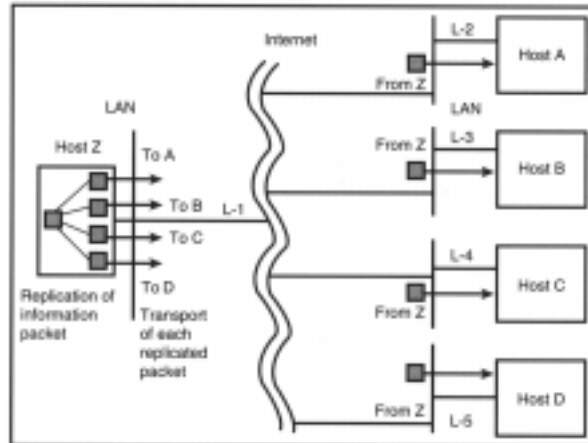 Internet
L-2
Host A
From Z
LAN
LAN
Host Z
To A
From Z
L-3
Host B
To B
L-1
To C
L-4
Host C
To D
From Z
Replication of
information
packet
Transport
of each
replicated
packet
Host D
From Z
L-5